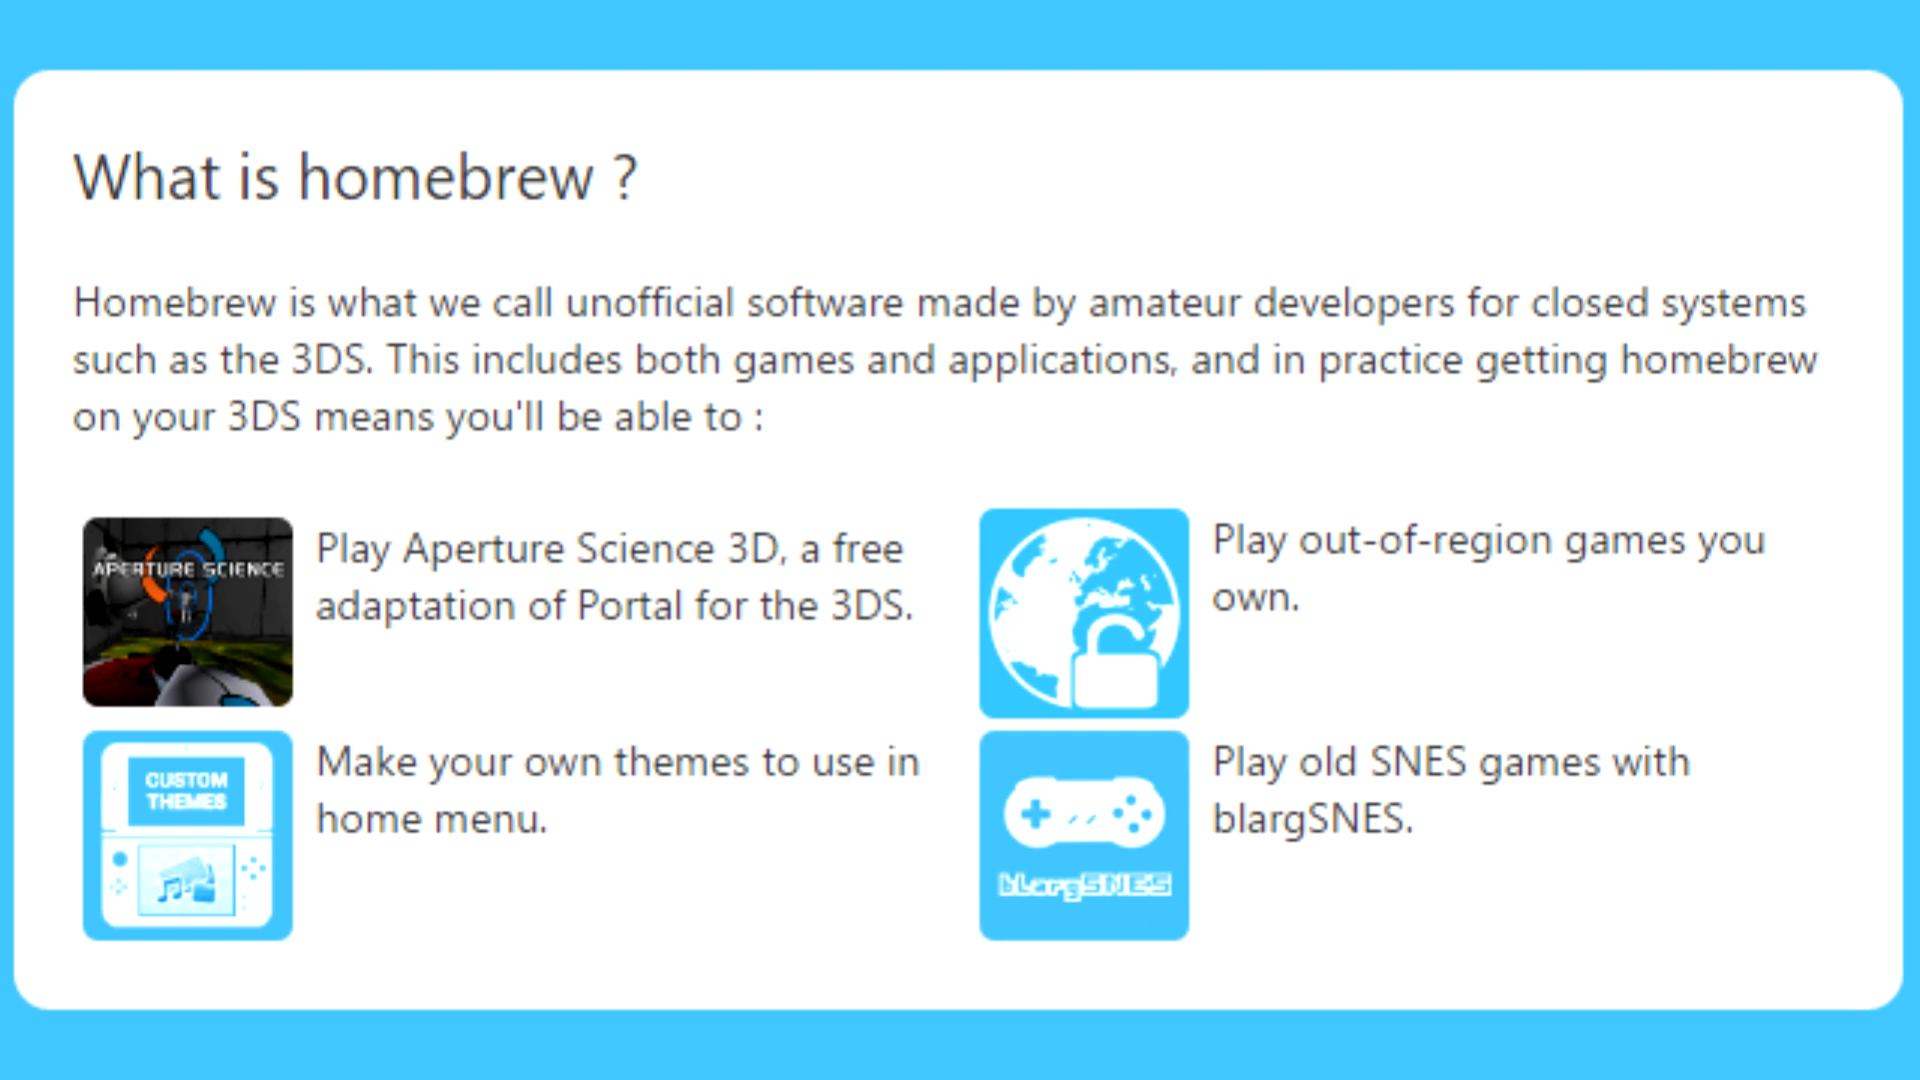 What is homebrew ?
Homebrew is what we call unofficial software made by amateur developers for closed systems
such as the 3DS. This includes both games and applications, and in practice getting homebrew
on your 3DS means you'll be able to :
APERTURE SCIENCE
Play Aperture Science 3D, a free
adaptation of Portal for the 3DS.
Play out-of-region games you
own.
CUSTOM
THEMES
Make your own themes to use in
home menu.
blargSNES
Play old SNES games with
blargSNES.